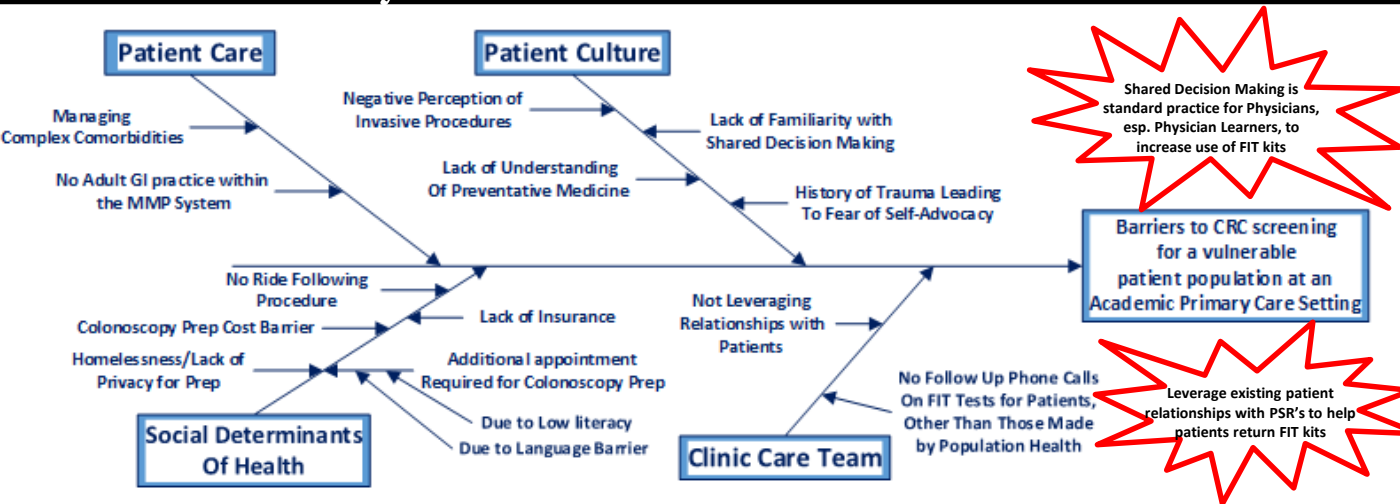 Patient Care
Managing
Complex Comorbidities
No Adult GI practice within
the MMP System
Patient Culture
Negative Perception of
Invasive Procedures
Lack of Familiarity with
Shared Decision Making
Lack of Understanding
Of Preventative Medicine
History of Trauma Leading
To Fear of Self-Advocacy
Shared Decision Making is
standard practice for Physicians,
esp. Physician Learners, to
increase use of FIT kits
Barriers to CRC screening
for a vulnerable
patient population at an
Academic Primary Care Setting
No Ride Following
Procedure
Colonoscopy Prep Cost Barrier
Lack of Insurance
Homelessness/Lack of
Privacy for Prep
Additional appointment
Required for Colonoscopy Prep
Due to Low literacy
Due to Language Barrier
Social Determinants
Of Health
Not Leveraging
Relationships with
Patients
No Follow Up Phone Calls
On FIT Tests for Patients,
Other Than Those Made
by Population Health
Clinic Care Team
Leverage existing patient
relationships with PSR's to help
patients return FIT kits